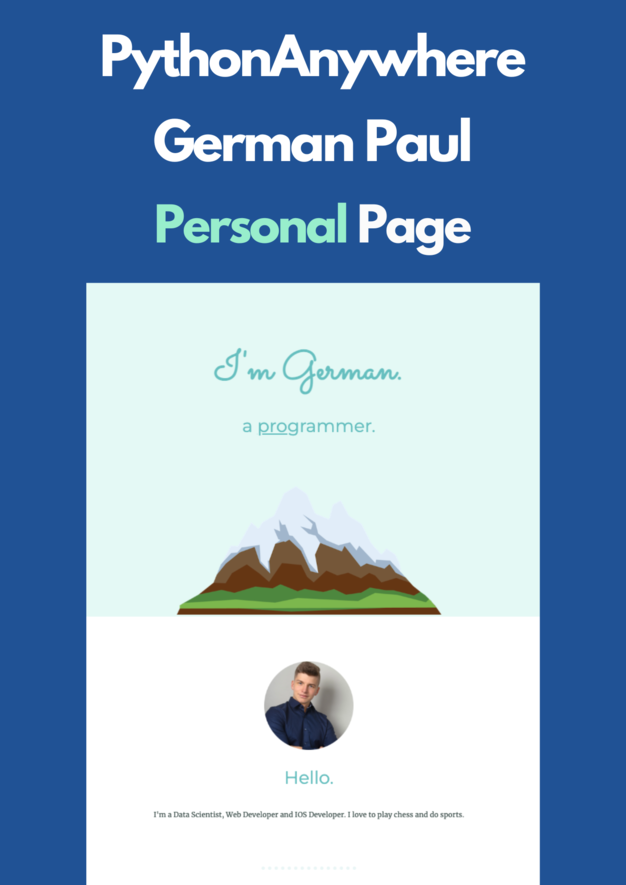 PythonAnywhere
German Paul
Personal Page
I'm German.
a programmer.
Hello.
I'm a Data Scientist, Web Developer and IOS Developer. I love to play chess and do sports.